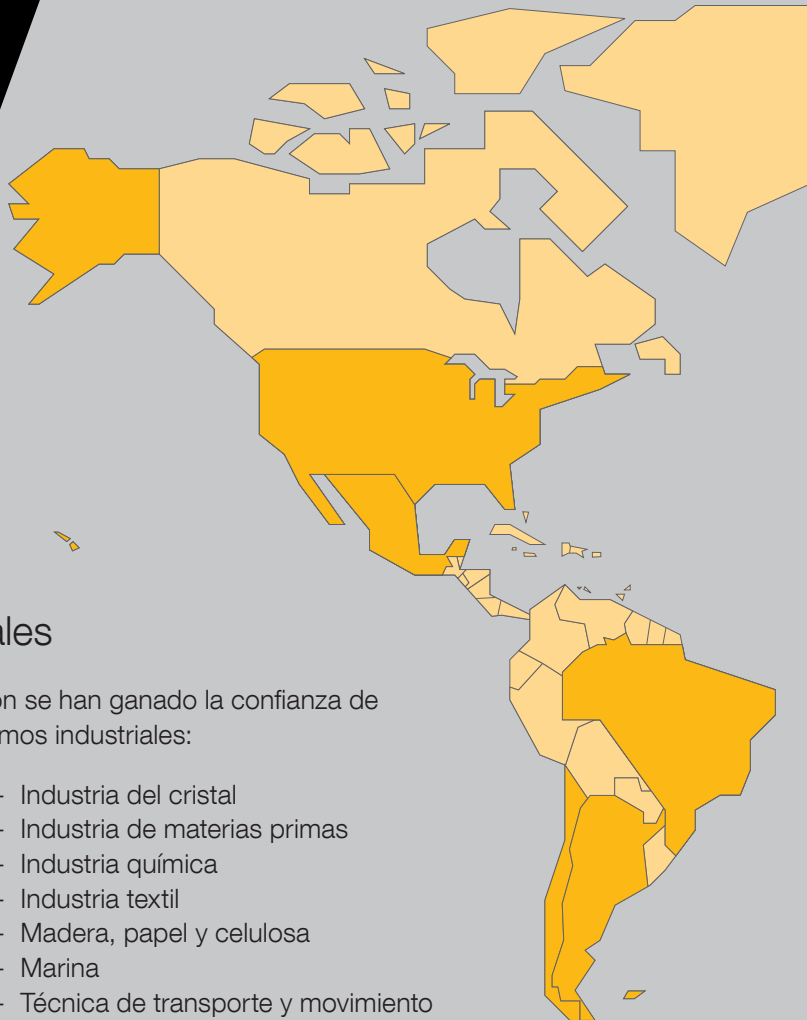 ales
ón se han ganado la confianza de
mos industriales:
- Industria del cristal
- Industria de materias primas
- Industria química
- Industria textil
- Madera, papel y celulosa
- Marina
- Técnica de transporte y movimiento